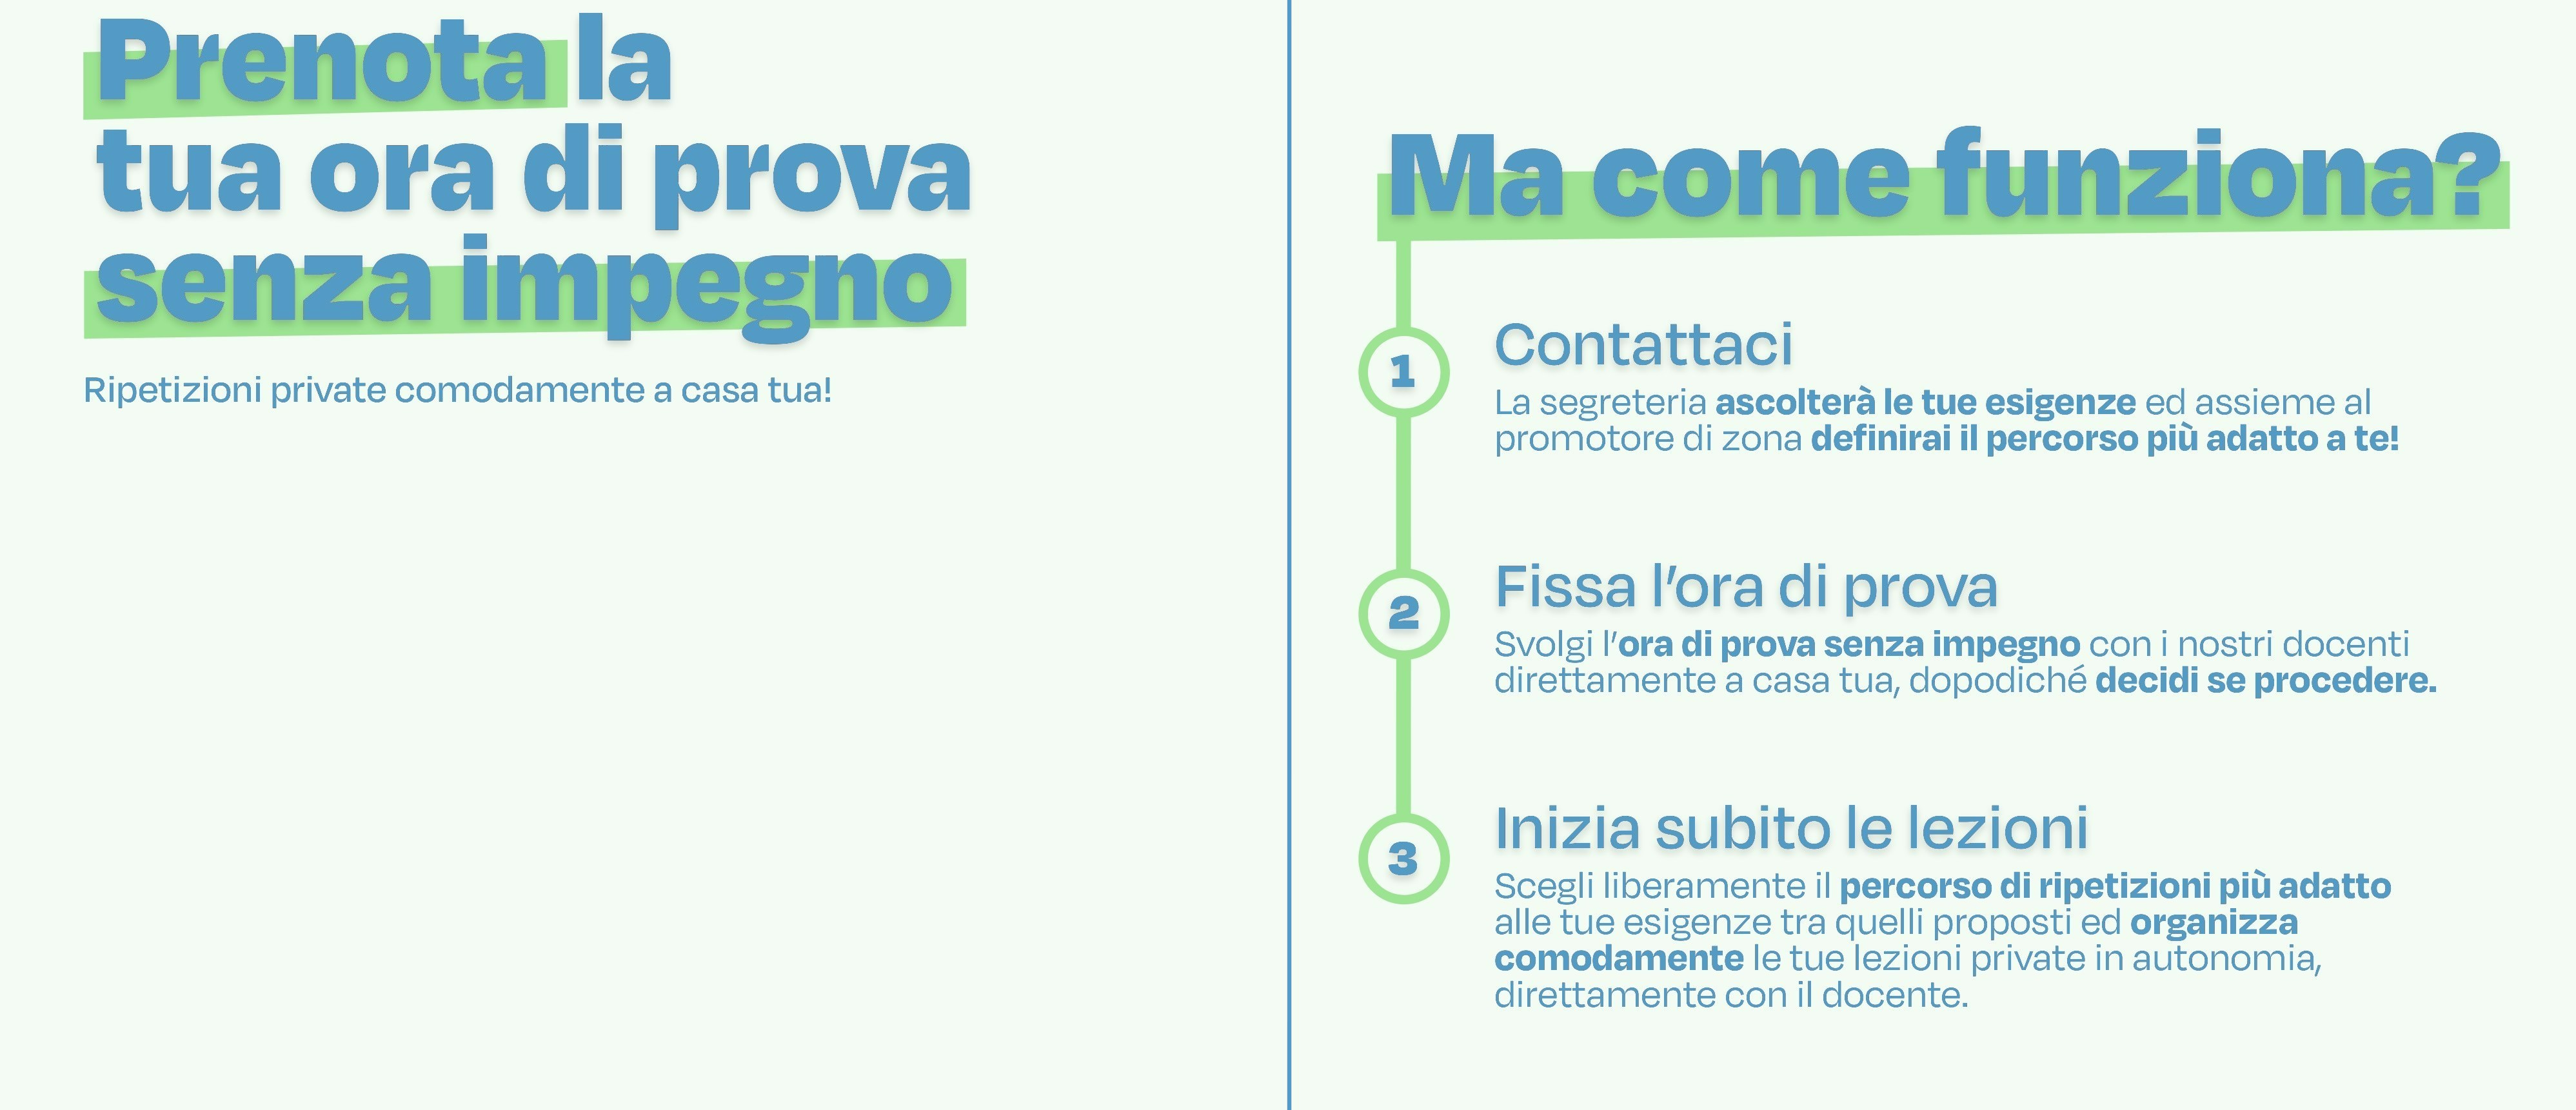 Prenota la
tua ora di prova
senza impegno
Ripetizioni private comodamente a casa tua!
Ma come funziona?
1
Contattaci
La segreteria ascolterà le tue esigenze ed assieme al
promotore di zona definirai il percorso più adatto a te!
2
Fissa l’ora di prova
Svolgi l’ora di prova senza impegno con i nostri docenti
direttamente a casa tua, dopodiché decidi se procedere.
3
Inizia subito le lezioni
Scegli liberamente il percorso di ripetizioni più adatto
alle tue esigenze tra quelli proposti ed organizza
comodamente le tue lezioni private in autonomia,
direttamente con il docente.